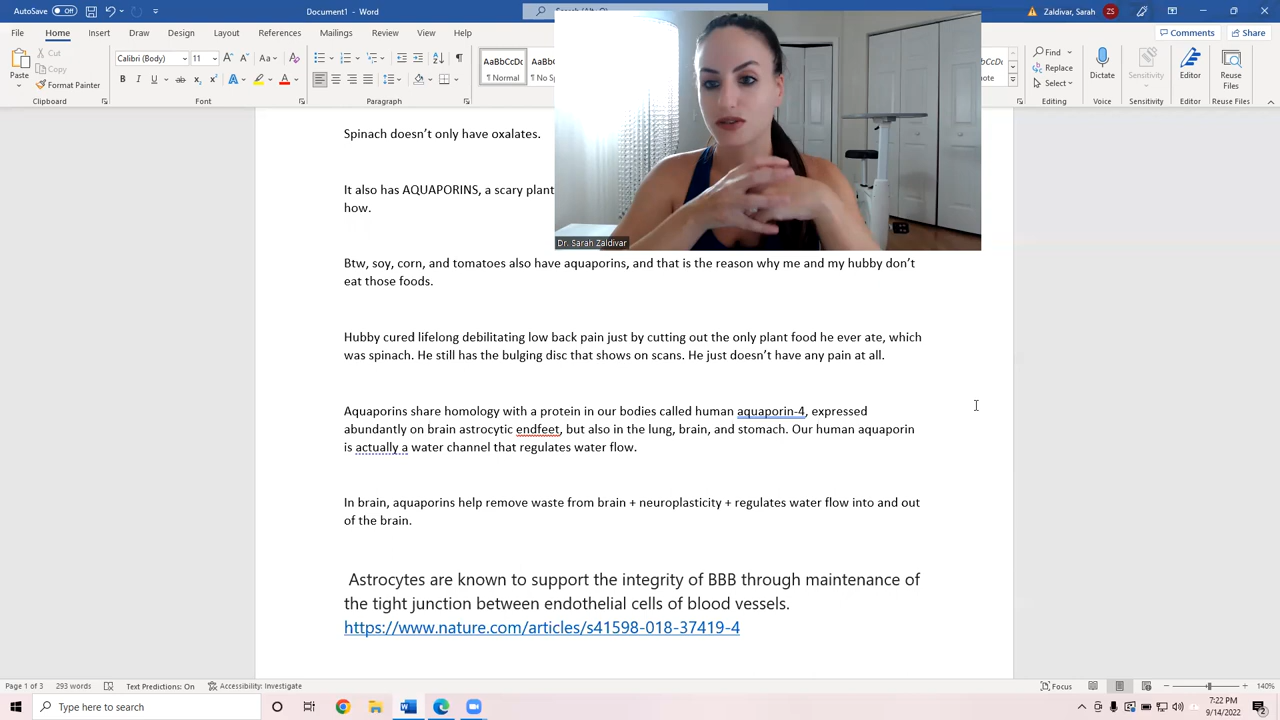 AutoSave
Search (Alt+Q)
Zaldivar, Sarah
File Home Insert Draw Design Layout References Mailings Review View Help
Comments Share
Paste
Cut
Copy
Format Painter
Clipboard
Calibri (Body) 11
Font
Paragraph
AaBbCcDc
¶ Normal
¶ No Sp
Find
Replace
Select
Editing
Dictate
Voice
Sensitivity
Sensitivity
Editor
Editor
Reuse
Files
Reuse Files
Spinach doesn’t only have oxalates.
It also has AQUAPORINS, a scary plant
how.
Dr. Sarah Zaldivar
Btw, soy, corn, and tomatoes also have aquaporins, and that is the reason why me and my hubby don’t
eat those foods.
Hubby cured lifelong debilitating low back pain just by cutting out the only plant food he ever ate, which
was spinach. He still has the bulging disc that shows on scans. He just doesn’t have any pain at all.
Aquaporins share homology with a protein in our bodies called human aquaporin-4, expressed
abundantly on brain astrocytic endfeet, but also in the lung, brain, and stomach. Our human aquaporin
is actually a water channel that regulates water flow.
In brain, aquaporins help remove waste from brain + neuroplasticity + regulates water flow into and out
of the brain.
Astrocytes are known to support the integrity of BBB through maintenance of
the tight junction between endothelial cells of blood vessels.
https://www.nature.com/articles/s41598-018-37419-4
Page 1 of 3 293 words Text Predictions: On Accessibility: Investigate
Focus
140%
Type here to search
7:22 PM
9/14/2022